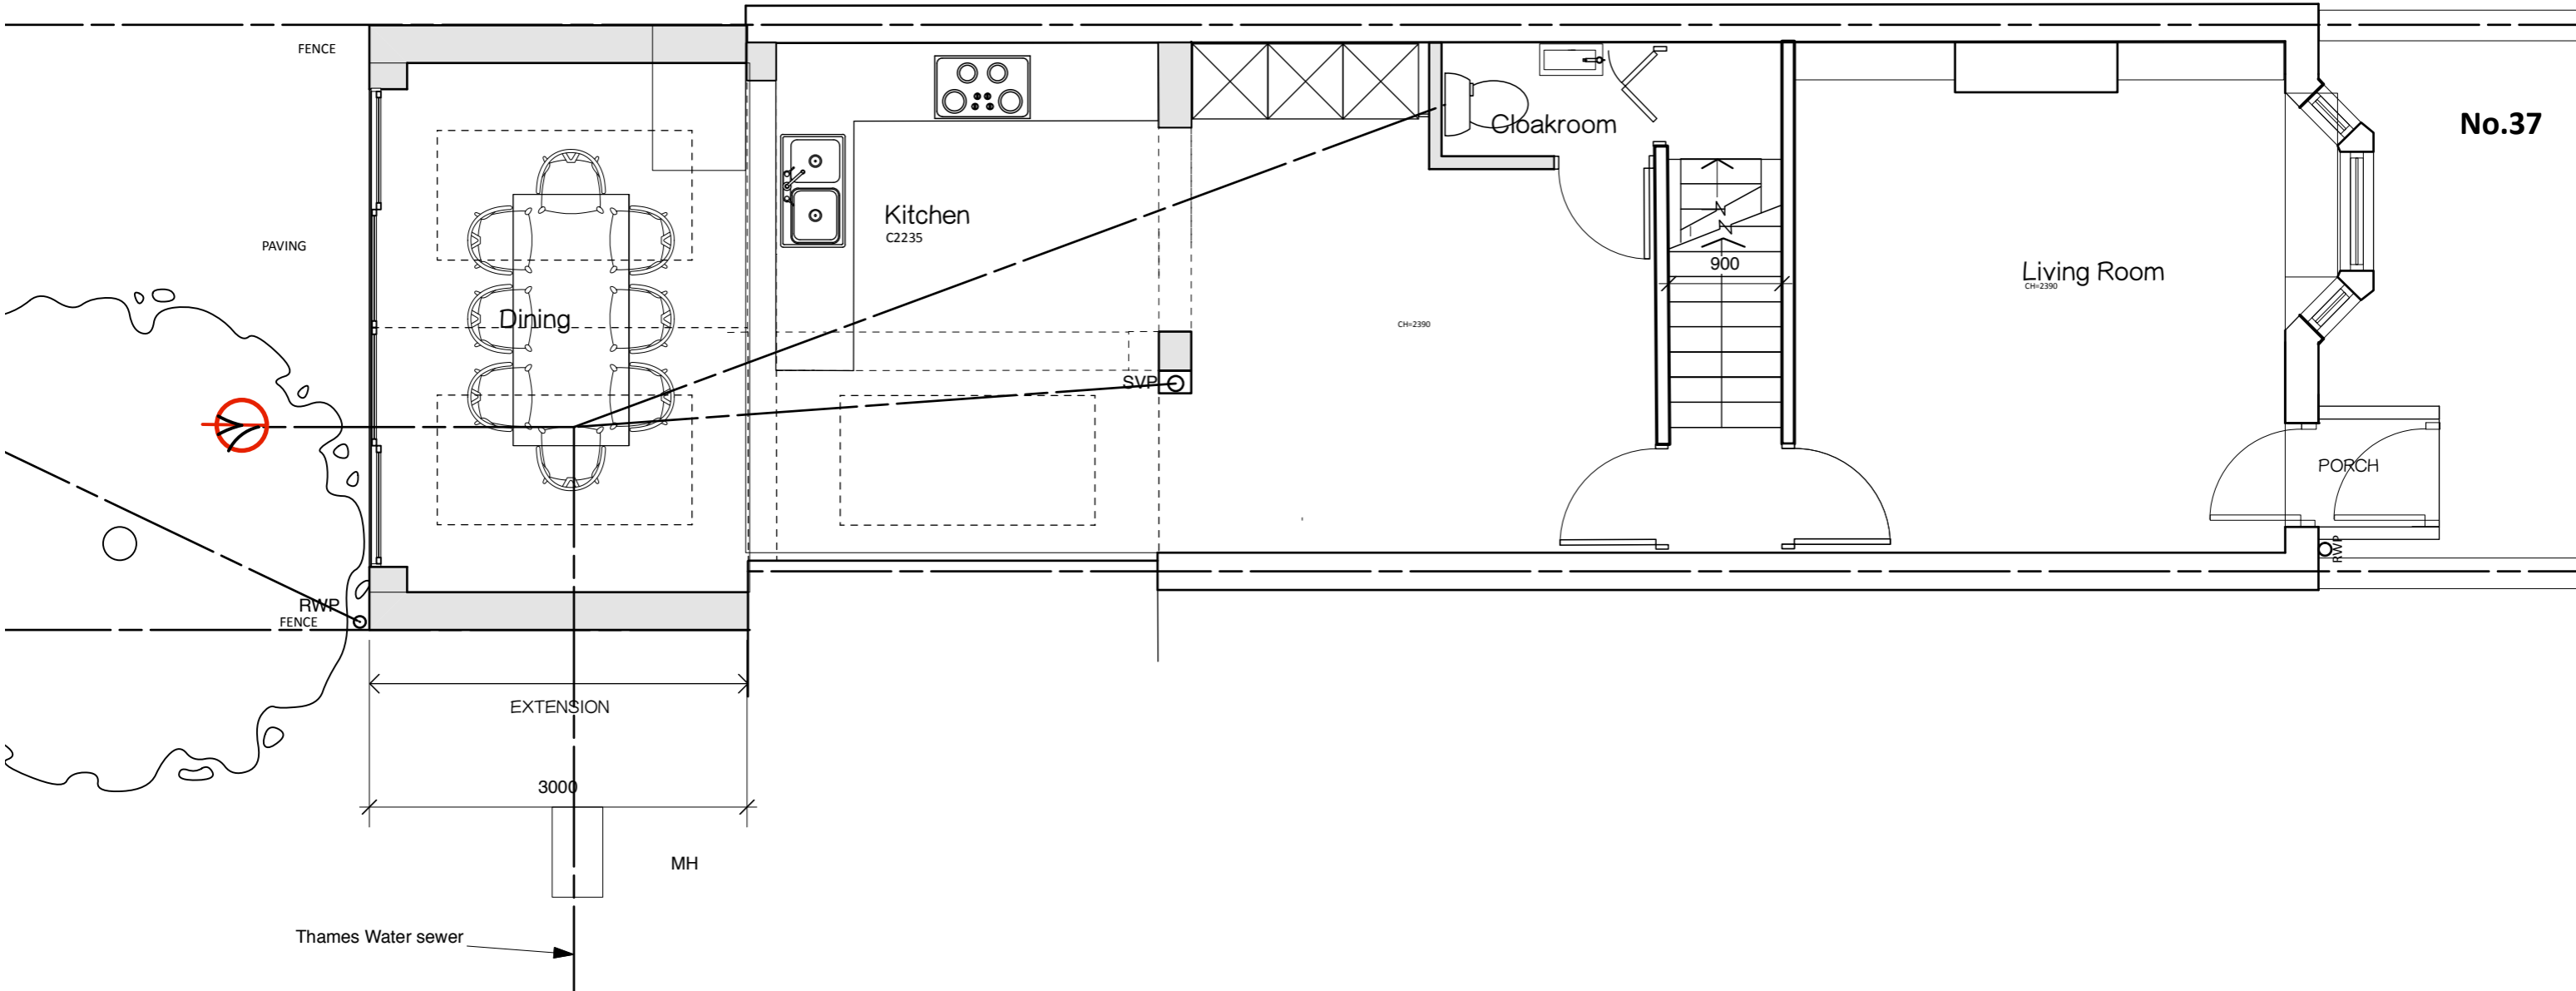 FENCE
No.37
Cloakroom
Kitchen
C2235
PAVING
900
Living Room
CH=2390
Dining
CH=2390
SVP
PORCH
RWP
RWP
FENCE
EXTENSION
3000
MH
Thames Water sewer